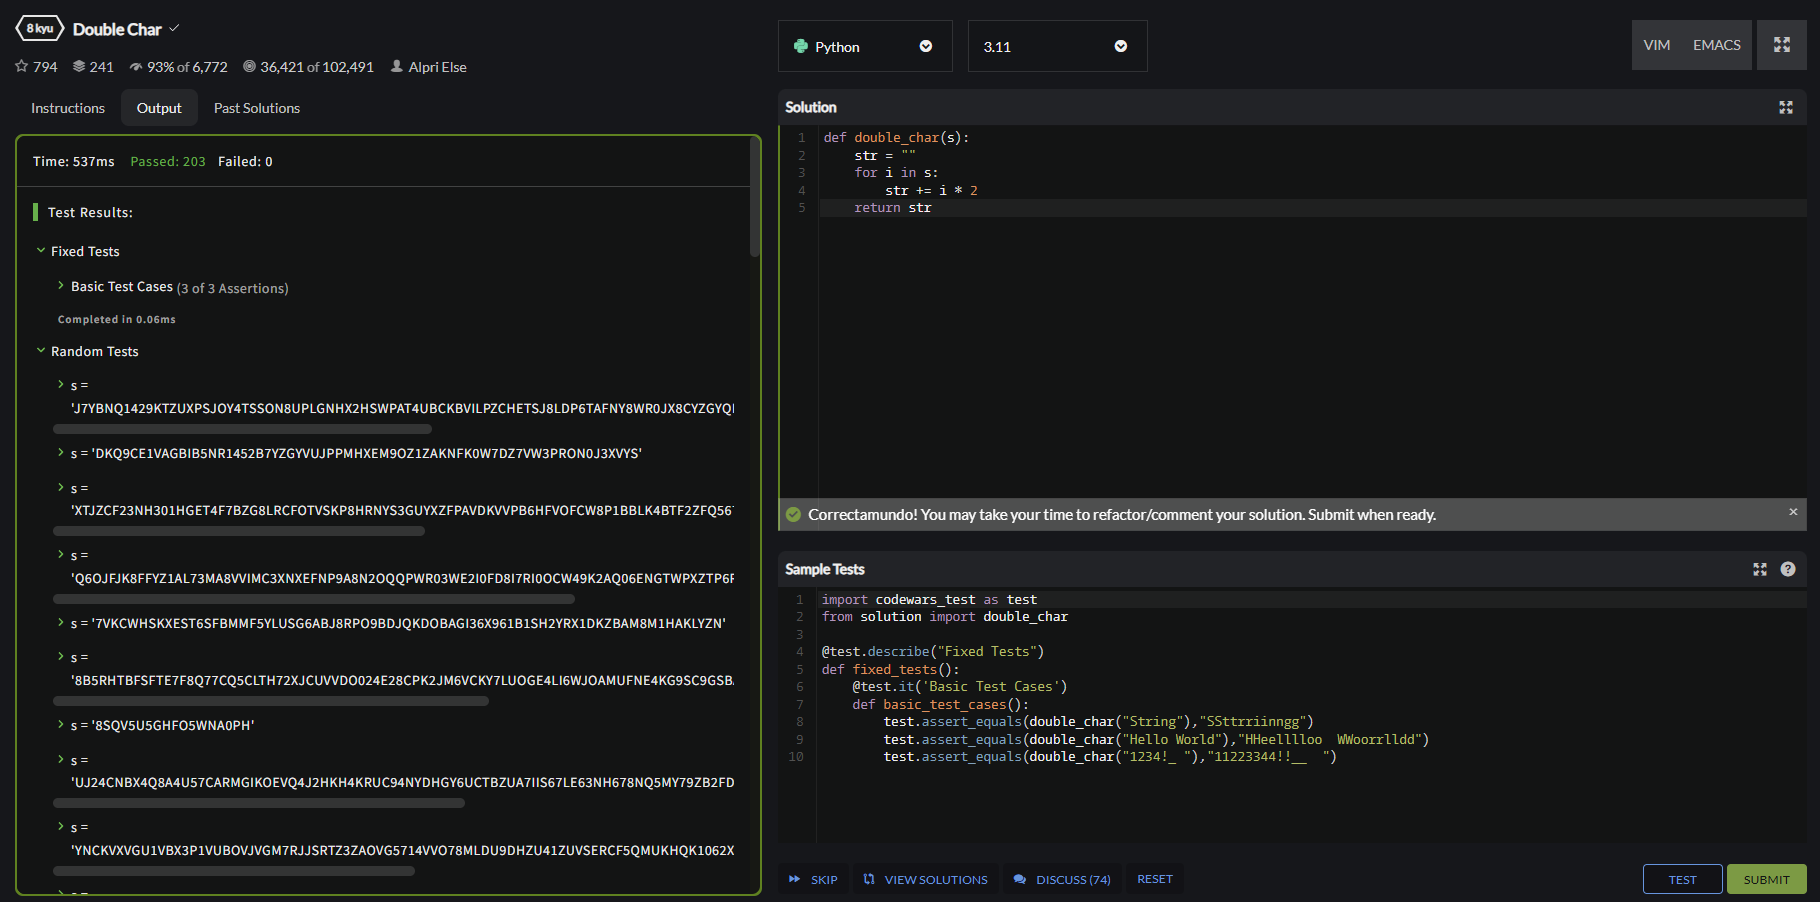 8 kyu Double Char
794 241 93% of 6,772 36,421 of 102,491 Alpri Else
Instructions Output Past Solutions
Time: 537ms Passed: 203 Failed: 0
Test Results:
Fixed Tests
Basic Test Cases (3 of 3 Assertions)
Completed in 0.06ms
Random Tests
s =
'J7YBNQ1429KTZUXPSJOY4TSSON8UPLGNHX2HSWPAT4UBCKBVILPZCHETSJ8LDP6TAFNY8WR0JX8CYZGYQ
s = 'DKQ9CE1VAGBIB5NR1452B7YZGYVUJPPMHXEM9OZ1ZAKNFK0W7DZ7VW3PRON0J3XVYS'
s =
'XTJZCF23NH301HGET4F7BZG8LRCFOTVSKP8HRNYS3GUYXZFPAVDKVVPB6HFVOFCW8P1BBLK4BTF2ZFQ56
s =
'Q6OJFJK8FFYZ1AL73MA8VVIMC3XNXEFNP9A8N2OQQPWR03WE2I0FD8I7RI0OCW49K2AQ06ENGTWPXZTP6
s = '7VKCWHSKXEST6SFBMMF5YLUSG6ABJ8RPO9BDJQKDOBAGI36X961B1SH2YRX1DKZBAM8M1HAKLYZN'
s =
'8B5RHTBFSFTE7F8Q77CQ5CLTH72XJCUVVDO024E28CPK2JM6VCKY7LUOGE4LI6WJOAMUFNE4KG9SC9GSB
s = '8SQV5U5GHFO5WNA0PH'
s =
'UJ24CNBX4Q8A4U57CARMGIKOEVQ4J2HKH4KRUC94NYDHGY6UCTBZUA7IIS67LE63NH678NQ5MY79ZB2FD
s =
'YNCKVXVGU1VBX3P1VUBOVJVGM7RJJSRTZ3ZAOVG5714VVO78MLDU9DHZU41ZUVSERCF5QMUKHQK1062X
Python 3.11
VIM EMACS
Solution
1 def double_char(s):
2 str = ""
3 for i in s:
4 str += i * 2
5 return str
Correctamundo! You may take your time to refactor/comment your solution. Submit when ready. ×
Sample Tests ?
1 import codewars_test as test
2 from solution import double_char
3
4 @test.describe("Fixed Tests")
5 def fixed_tests():
6 @test.it('Basic Test Cases')
7 def basic_test_cases():
8 test.assert_equals(double_char("String"),"SSttrriinngg")
9 test.assert_equals(double_char("Hello World"),"HHeelllloo  WWoorrlldd")
10 test.assert_equals(double_char("1234!_ "),"11223344!!__  ")
SKIP VIEW SOLUTIONS DISCUSS (74) RESET
TEST SUBMIT